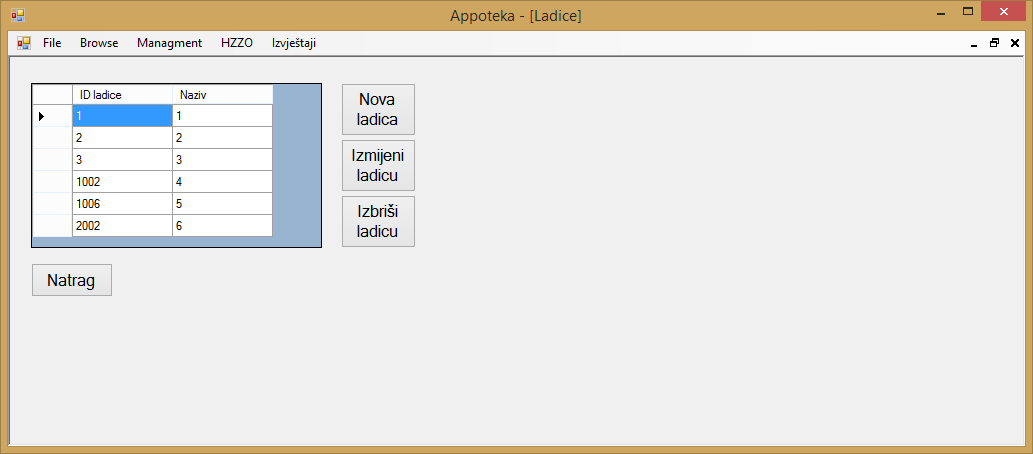 Appoteka - [Ladice]
File Browse Managment HZZO Izvještaji
ID ladice Naziv
1 1
2 2
3 3
1002 4
1006 5
2002 6
Nova
ladica
Izmijeni
ladicu
Izbriši
ladicu
Natrag